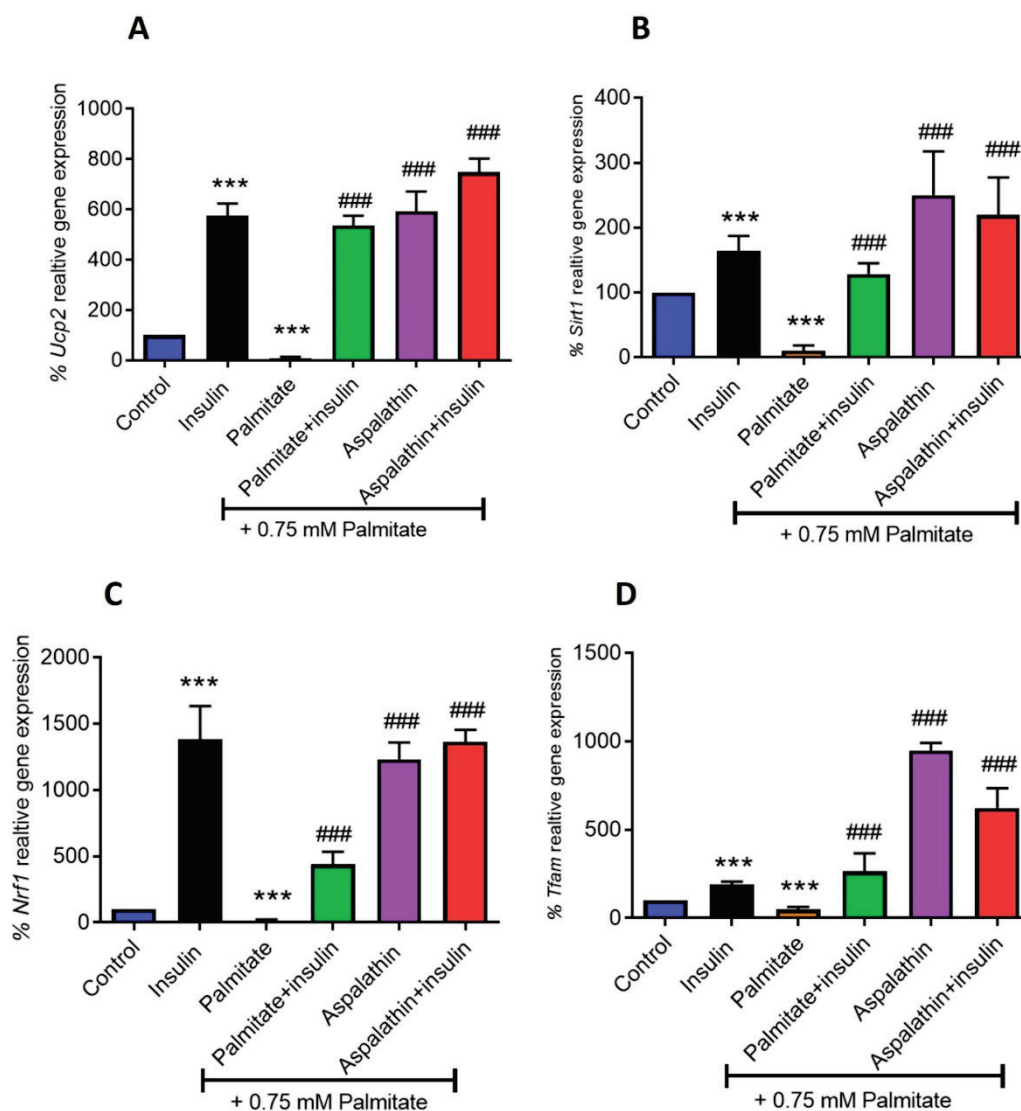 A
% Ucp2 realtive gene expression
1000
800
600
400
200
0
***
***
###
###
###
Control
Insulin
Palmitate
Palmitate+insulin
Aspalathin
Aspalathin+insulin
+ 0.75 mM Palmitate
B
% Sirt1 realtive gene expression
400
300
200
100
0
***
***
###
###
###
Control
Insulin
Palmitate
Palmitate+insulin
Aspalathin
Aspalathin+insulin
+ 0.75 mM Palmitate
C
% Nrf1 realtive gene expression
2000
1500
1000
500
0
***
***
###
###
###
Control
Insulin
Palmitate
Palmitate+insulin
Aspalathin
Aspalathin+insulin
+ 0.75 mM Palmitate
D
% Tfam realtive gene expression
1500
1000
500
0
***
***
###
###
###
Control
Insulin
Palmitate
Palmitate+insulin
Aspalathin
Aspalathin+insulin
+ 0.75 mM Palmitate